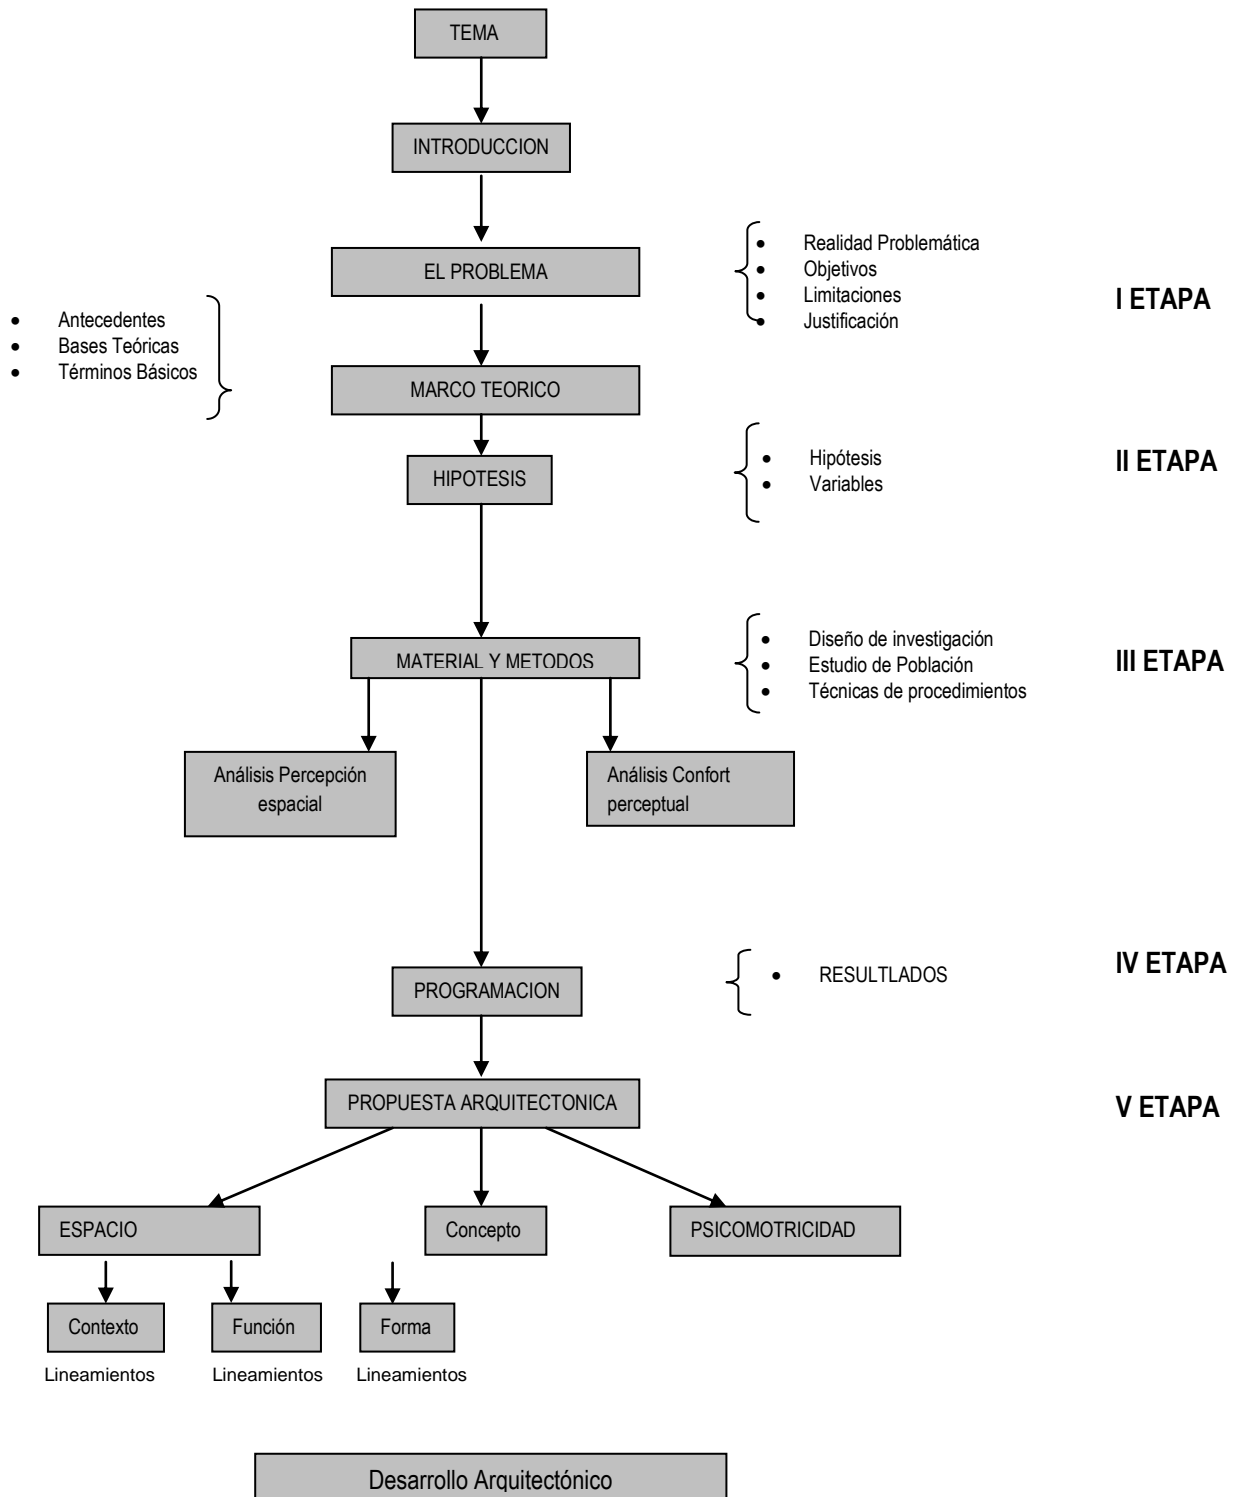 TEMA
INTRODUCCION
EL PROBLEMA
• Realidad Problemática
• Objetivos
• Limitaciones
• Justificación
I ETAPA
• Antecedentes
• Bases Teóricas
• Términos Básicos
MARCO TEORICO
HIPOTESIS
• Hipótesis
• Variables
II ETAPA
MATERIAL Y METODOS
• Diseño de investigación
• Estudio de Población
• Técnicas de procedimientos
III ETAPA
Análisis Percepción
espacial
Análisis Confort
perceptual
PROGRAMACION
• RESULTLADOS
IV ETAPA
PROPUESTA ARQUITECTONICA
V ETAPA
ESPACIO
Concepto
PSICOMOTRICIDAD
Contexto
Función
Forma
Lineamientos
Lineamientos
Lineamientos
Desarrollo Arquitectónico